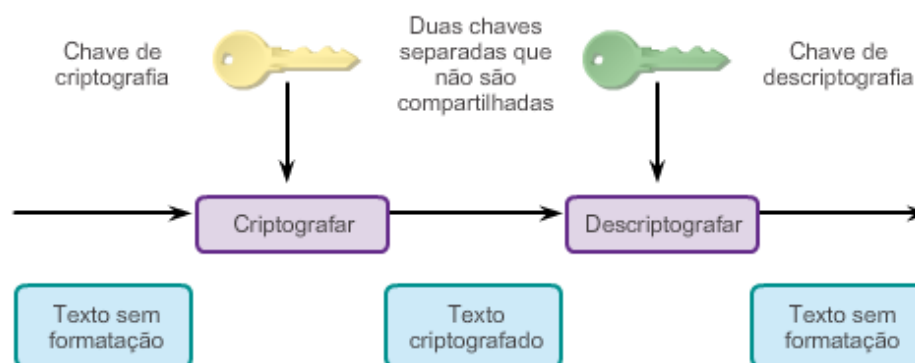 Chave de
criptografia
Duas chaves
separadas que
não são
compartilhadas
Chave de
descriptografia
Criptografar
Descriptografar
Texto sem
formatação
Texto
criptografado
Texto sem
formatação